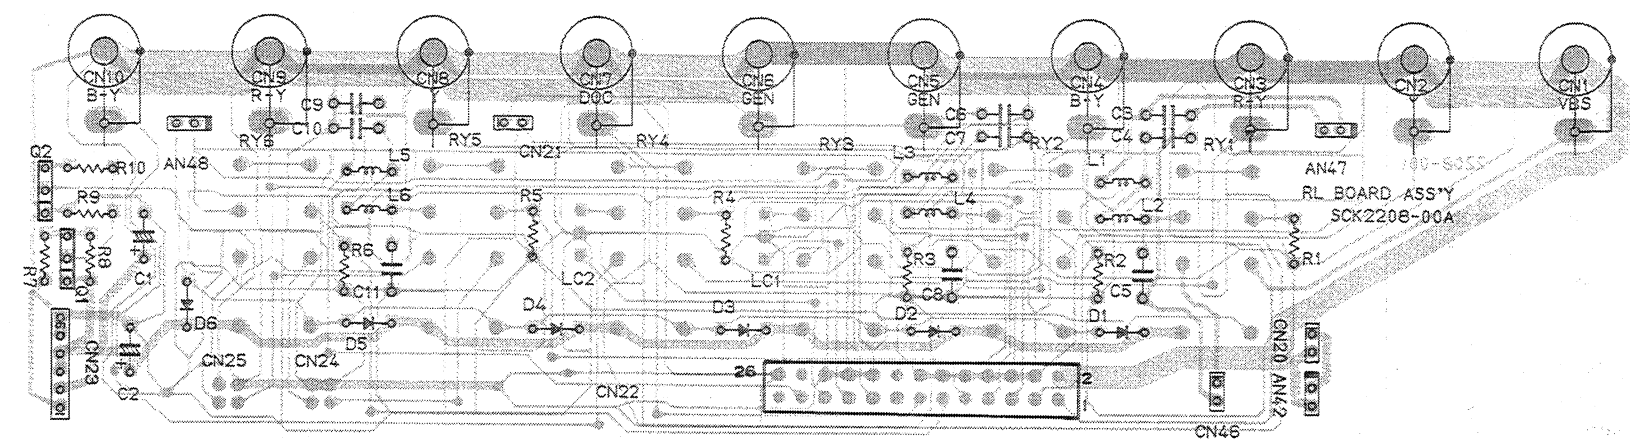 CN10 CN9 CN8 CN7 CN6 CN5 CN4 CN3 CN2 CN1
B-Y R-Y Y DOC GEN GEN B-Y R-Y VBS
C9 C6 C3
C10 RY6 RY5 RY4 RY3 C7 RY2 C4 RY1
Q2 R10 AN48 L5 CN21 L3 L1 AN47
R9 L6 R5 R4 L4 L2 RL BOARD ASS'Y
SCK2208-00A
R7 R8 C1 R6 LC2 LC1 R3 R2 R1
Q1 C11 C8 C5
D6 D5 D4 D3 D2 D1
CN23 C2 CN25 CN24 CN22 26 2 CN20
1 AN42
CN46